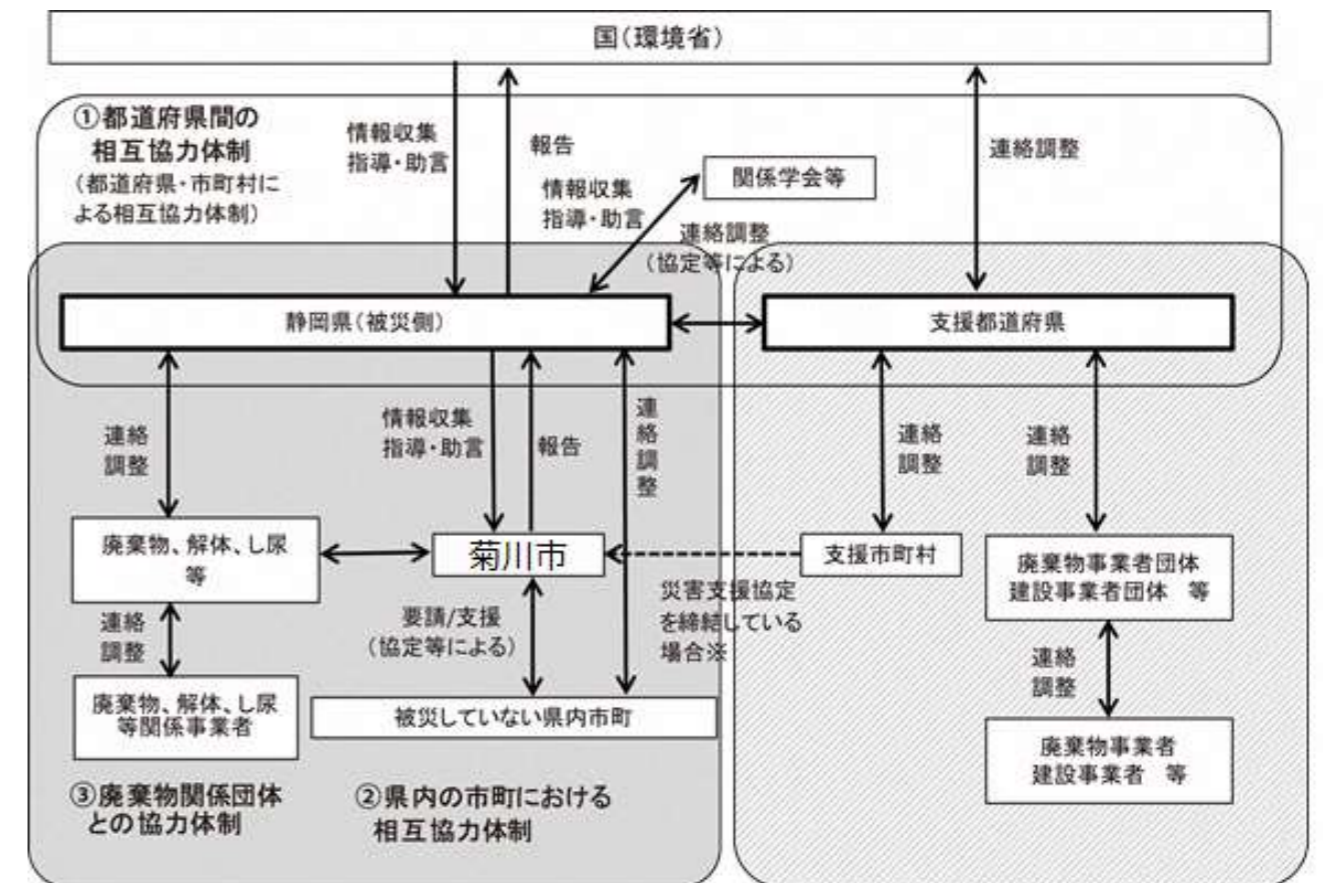 国(環境省)
①都道府県間の
相互協力体制
(都道府県・市町村に
よる相互協力体制)
情報収集
指導・助言
報告
情報収集
指導・助言
関係学会等
連絡調整
連絡調整
(協定等による)
静岡県(被災側)
支援都道府県
連絡
調整
情報収集
指導・助言
報告
連絡調整
連絡
調整
連絡
調整
廃棄物、解体、し尿
等
菊川市
支援市町村
廃棄物事業者団体
建設事業者団体 等
連絡
調整
要請/支援
(協定等による)
災害支援協定
を締結している
場合※
連絡
調整
廃棄物、解体、し尿
等関係事業者
被災していない県内市町
廃棄物事業者
建設事業者 等
③廃棄物関係団体
との協力体制
②県内の市町における
相互協力体制